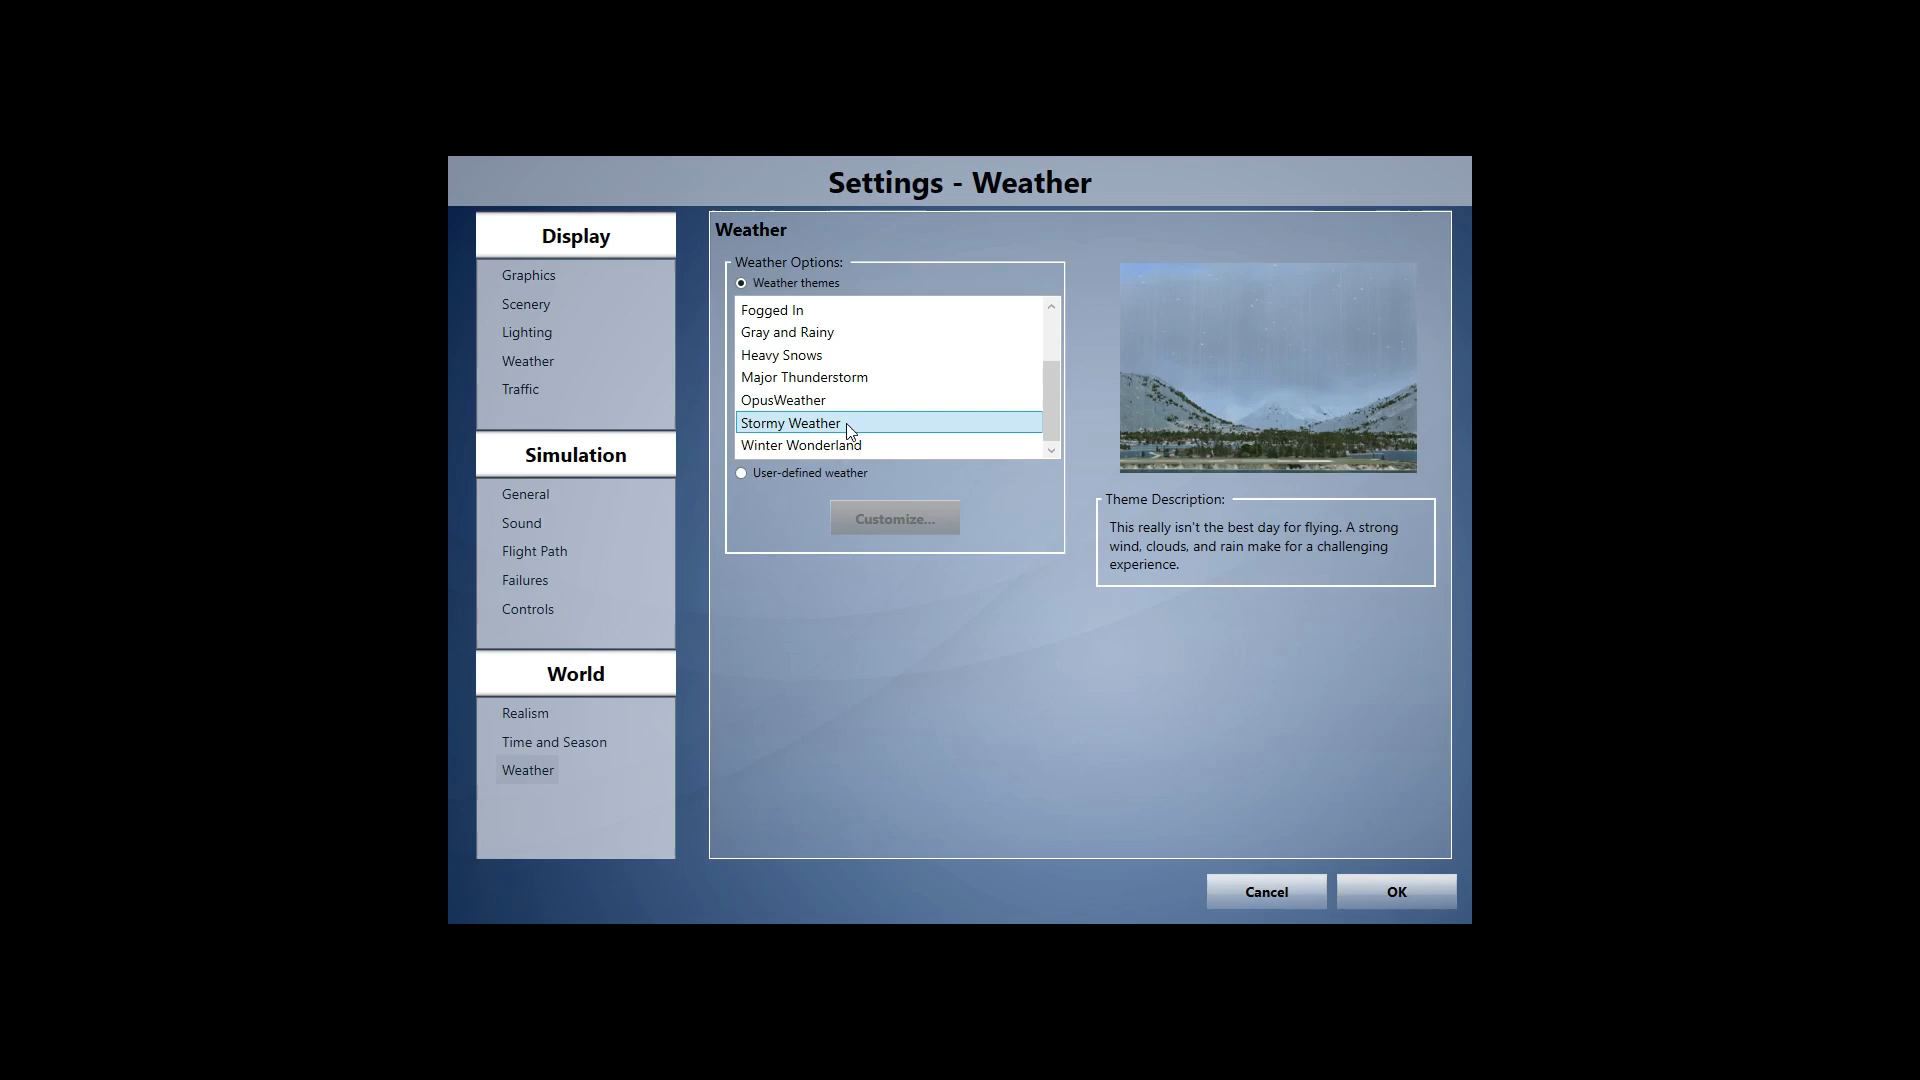 Settings - Weather
Display
Graphics
Scenery
Lighting
Weather
Traffic
Simulation
General
Sound
Flight Path
Failures
Controls
World
Realism
Time and Season
Weather
Weather
Weather Options:
Weather themes
Fogged In
Gray and Rainy
Heavy Snows
Major Thunderstorm
OpusWeather
Stormy Weather
Winter Wonderland
User-defined weather
Customize...
Theme Description:
This really isn't the best day for flying. A strong
wind, clouds, and rain make for a challenging
experience.
Cancel
OK